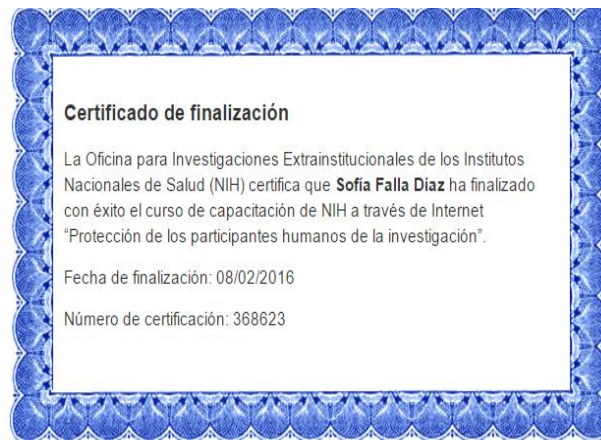 Certificado de finalización
La Oficina para Investigaciones Extrainstitucionales de los Institutos
Nacionales de Salud (NIH) certifica que Sofía Falla Díaz ha finalizado
con éxito el curso de capacitación de NIH a través de Internet
“Protección de los participantes humanos de la investigación”.
Fecha de finalización: 08/02/2016
Número de certificación: 368623